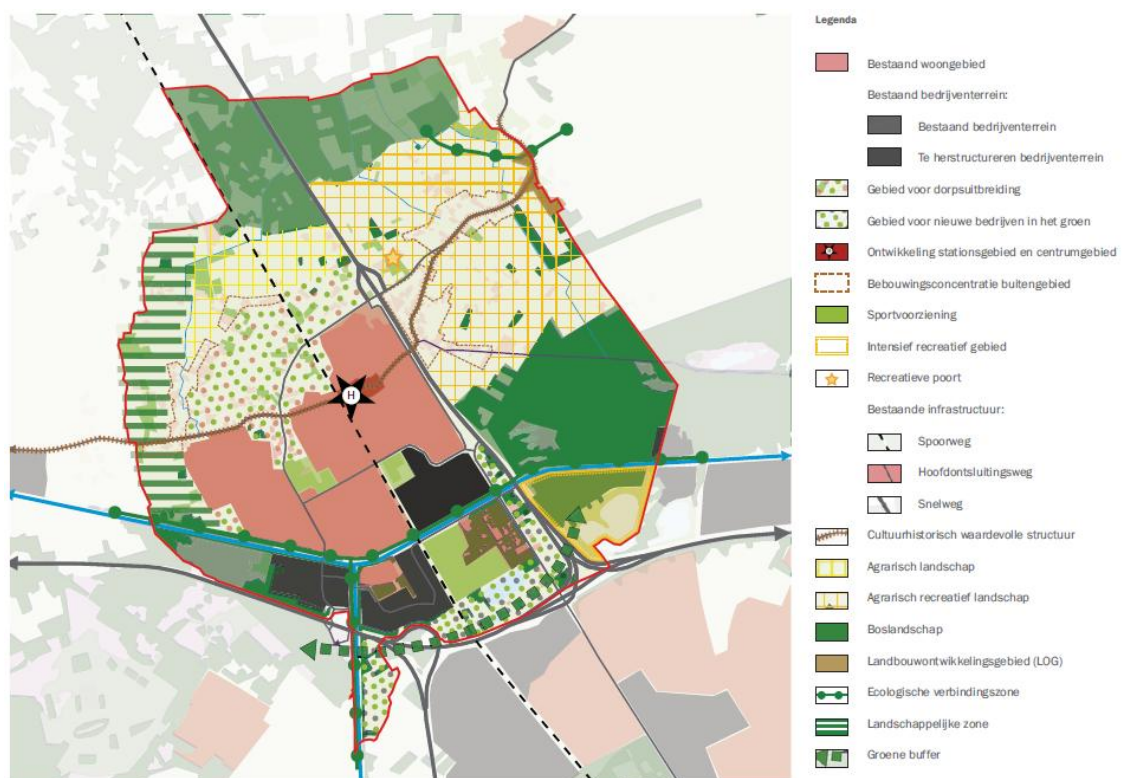 Legenda
Bestaand woongebied
Bestaand bedrijventerrein:
Bestaand bedrijventerrein
Te herstructureren bedrijventerrein
Gebied voor dorpsuitbreiding
Gebied voor nieuwe bedrijven in het groen
H
Ontwikkeling stationsgebied en centrumgebied
Bebouwingsconcentratie buitengebied
Sportvoorziening
Intensief recreatief gebied
Recreatieve poort
Bestaande infrastructuur:
Spoorweg
Hoofdontsluitingsweg
Snelweg
Cultuurhistorisch waardevolle structuur
Agrarisch landschap
Agrarisch recreatief landschap
Boslandschap
Landbouwontwikkelingsgebied (LOG)
Ecologische verbindingszone
Landschappelijke zone
Groene buffer
H